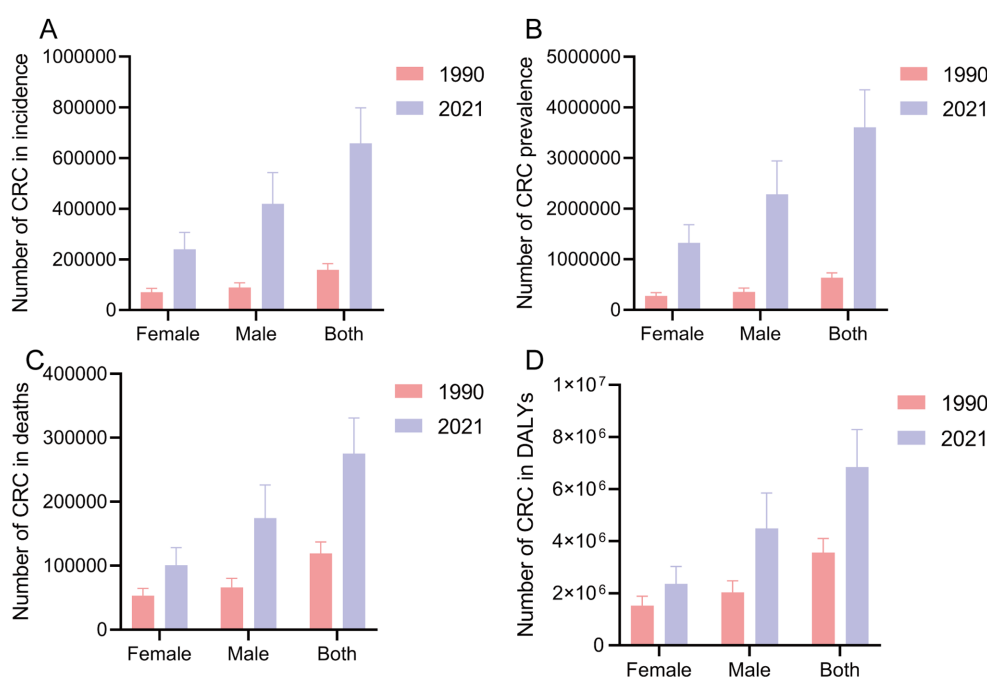 A
Number of CRC in incidence
1000000
800000
600000
400000
200000
0
Female Male Both
1990
2021
B
Number of CRC prevalence
5000000
4000000
3000000
2000000
1000000
0
Female Male Both
1990
2021
C
Number of CRC in deaths
400000
300000
200000
100000
0
Female Male Both
1990
2021
D
Number of CRC in DALYs
1×10⁷
8×10⁶
6×10⁶
4×10⁶
2×10⁶
0
Female Male Both
1990
2021